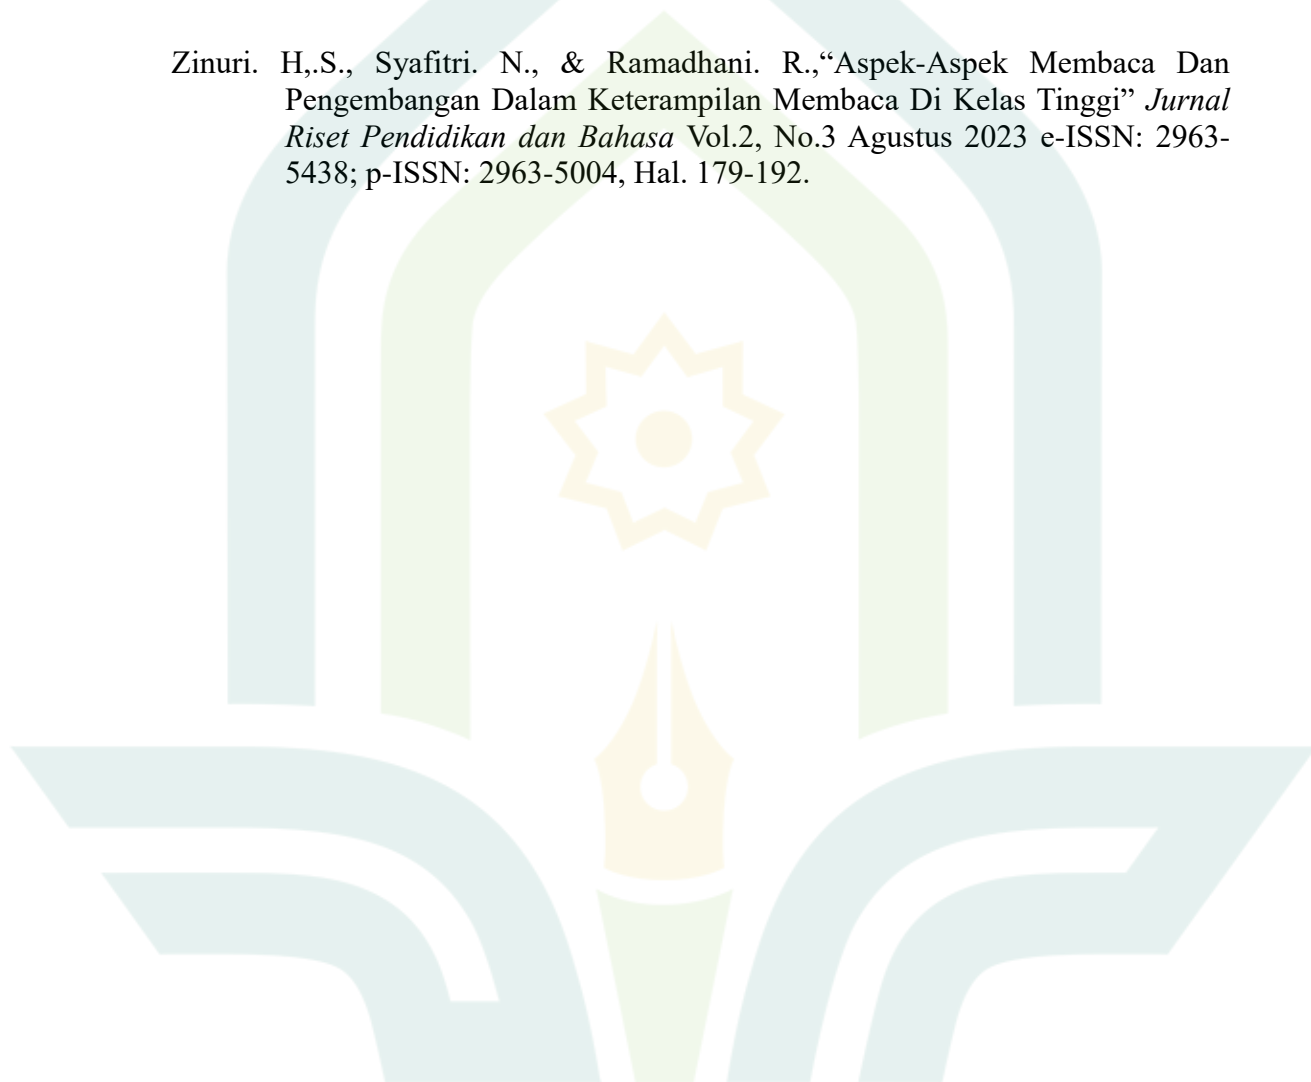 Zinuri. H,.S., Syafitri. N., & Ramadhani. R.,“Aspek-Aspek Membaca Dan
Pengembangan Dalam Keterampilan Membaca Di Kelas Tinggi” Jurnal
Riset Pendidikan dan Bahasa Vol.2, No.3 Agustus 2023 e-ISSN: 2963-
5438; p-ISSN: 2963-5004, Hal. 179-192.